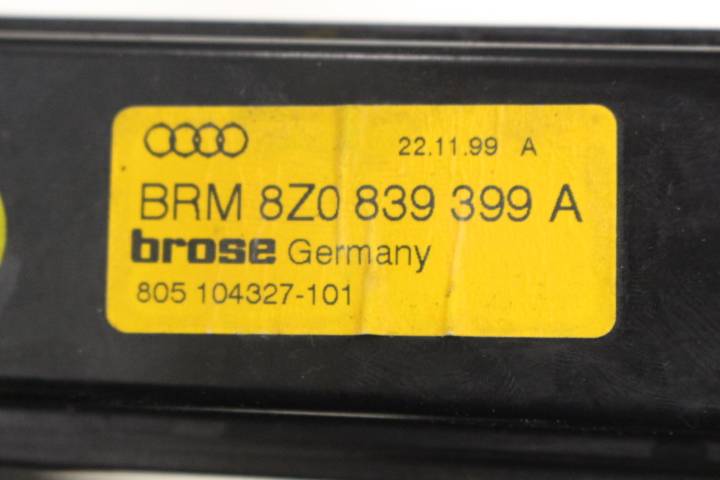 22.11.99 A
BRM 8Z0 839 399 A
brose Germany
805 104327-101